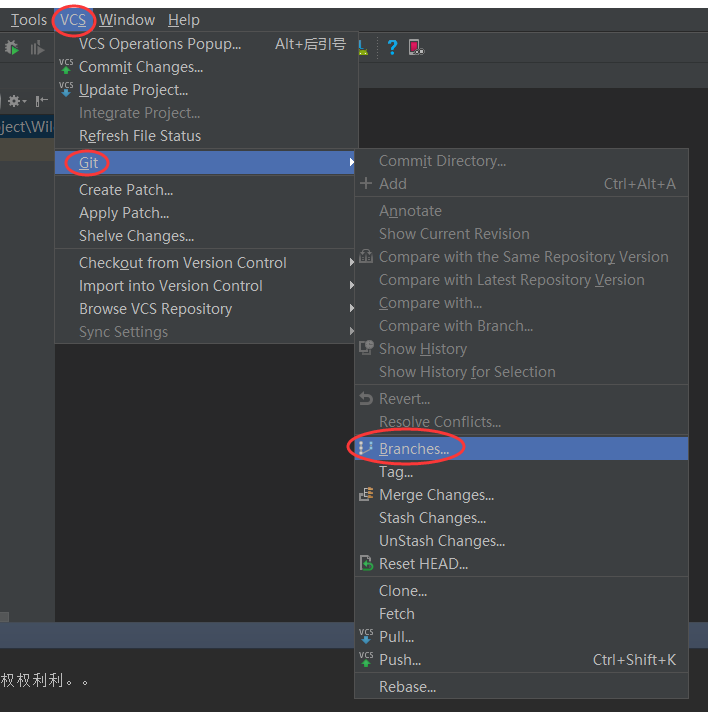 Tools VCS Window Help
VCS Operations Popup... Alt+后引号
VCS Commit Changes...
VCS Update Project...
Integrate Project...
Refresh File Status
Git
Create Patch...
Apply Patch...
Shelve Changes...
Checkout from Version Control
Import into Version Control
Browse VCS Repository
Sync Settings
?
ject\Wil
Commit Directory...
Add Ctrl+Alt+A
Annotate
Show Current Revision
Compare with the Same Repository Version
Compare with Latest Repository Version
Compare with...
Compare with Branch...
Show History
Show History for Selection
Revert...
Resolve Conflicts...
Branches...
Tag...
Merge Changes...
Stash Changes...
UnStash Changes...
Reset HEAD...
Clone...
Fetch
VCS Pull...
VCS Push... Ctrl+Shift+K
Rebase...
权权利利。。